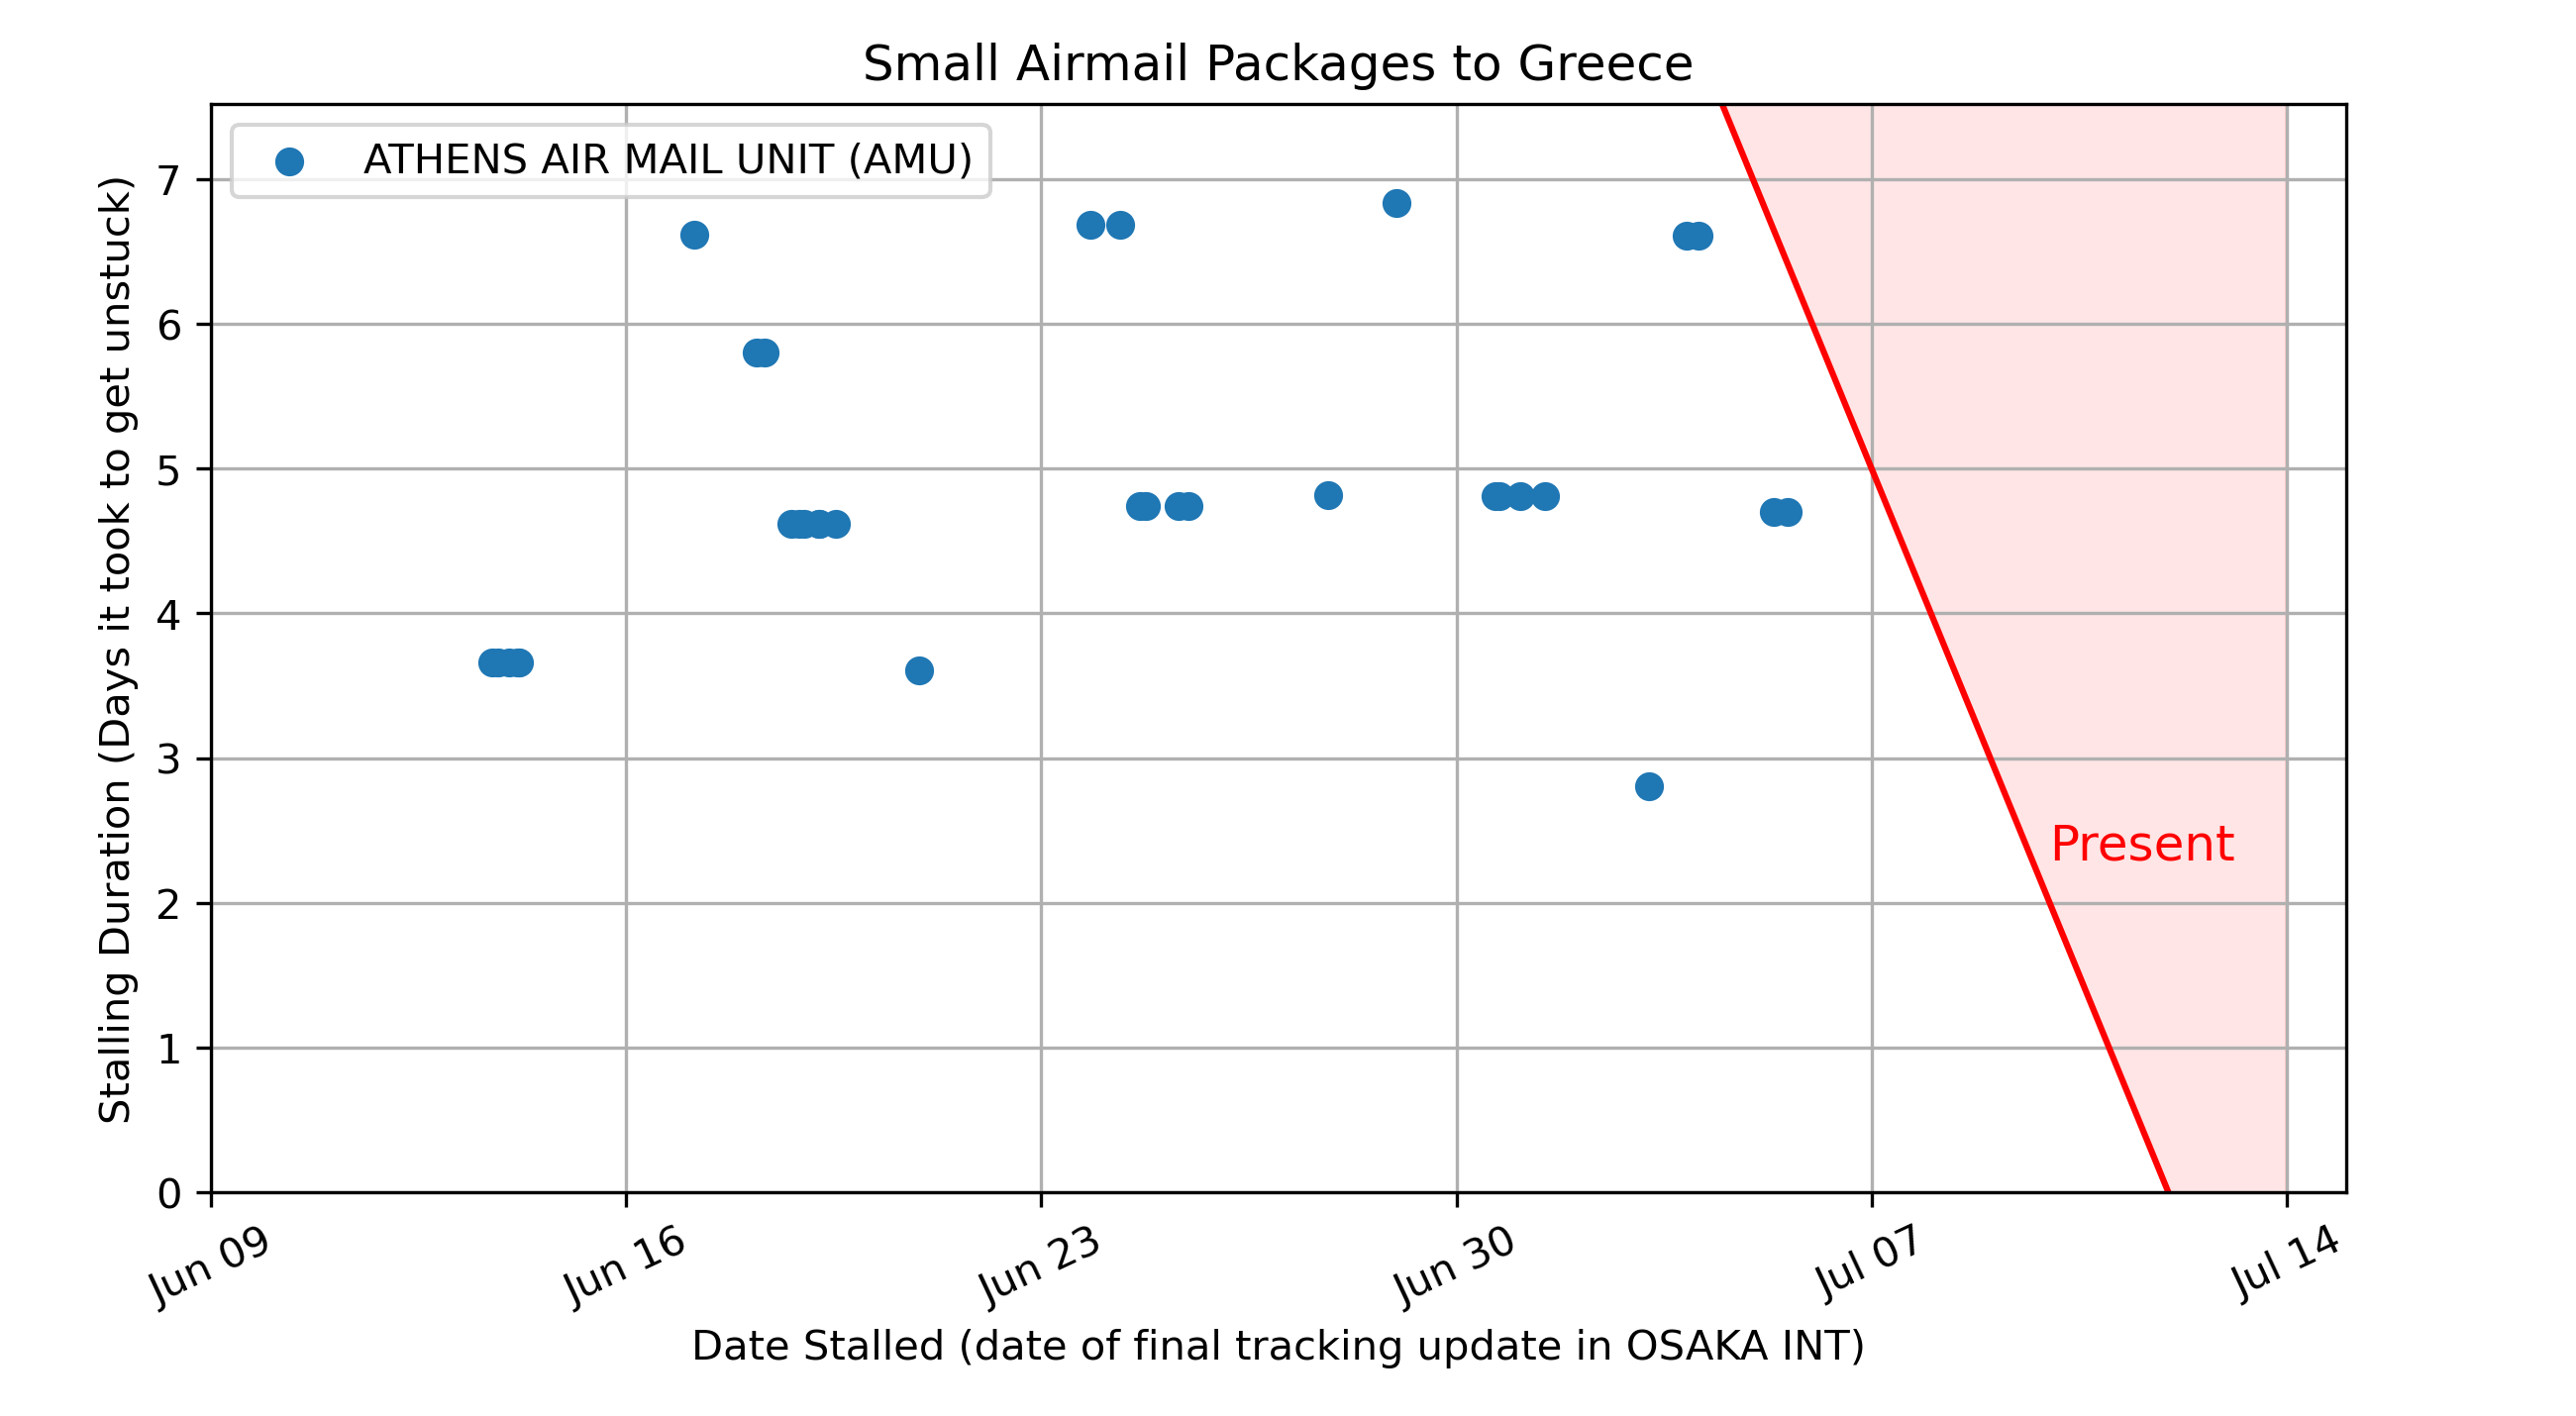 Small Airmail Packages to Greece
ATHENS AIR MAIL UNIT (AMU)
Stalling Duration (Days it took to get unstuck)
7
6
5
4
3
2
1
0
Present
Jun 09
Jun 16
Jun 23
Jun 30
Jul 07
Jul 14
Date Stalled (date of final tracking update in OSAKA INT)